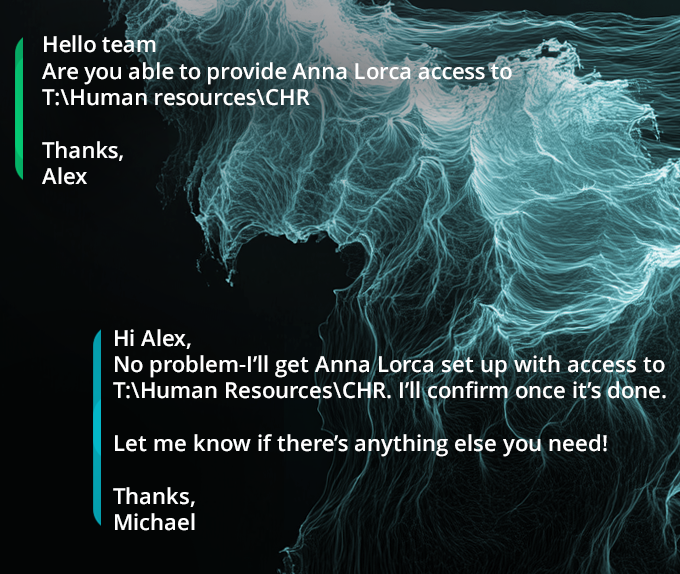 Hello team
Are you able to provide Anna Lorca access to
T:\Human resources\CHR
Thanks,
Alex
Hi Alex,
No problem-I’ll get Anna Lorca set up with access to
T:\Human Resources\CHR. I’ll confirm once it’s done.
Let me know if there’s anything else you need!
Thanks,
Michael